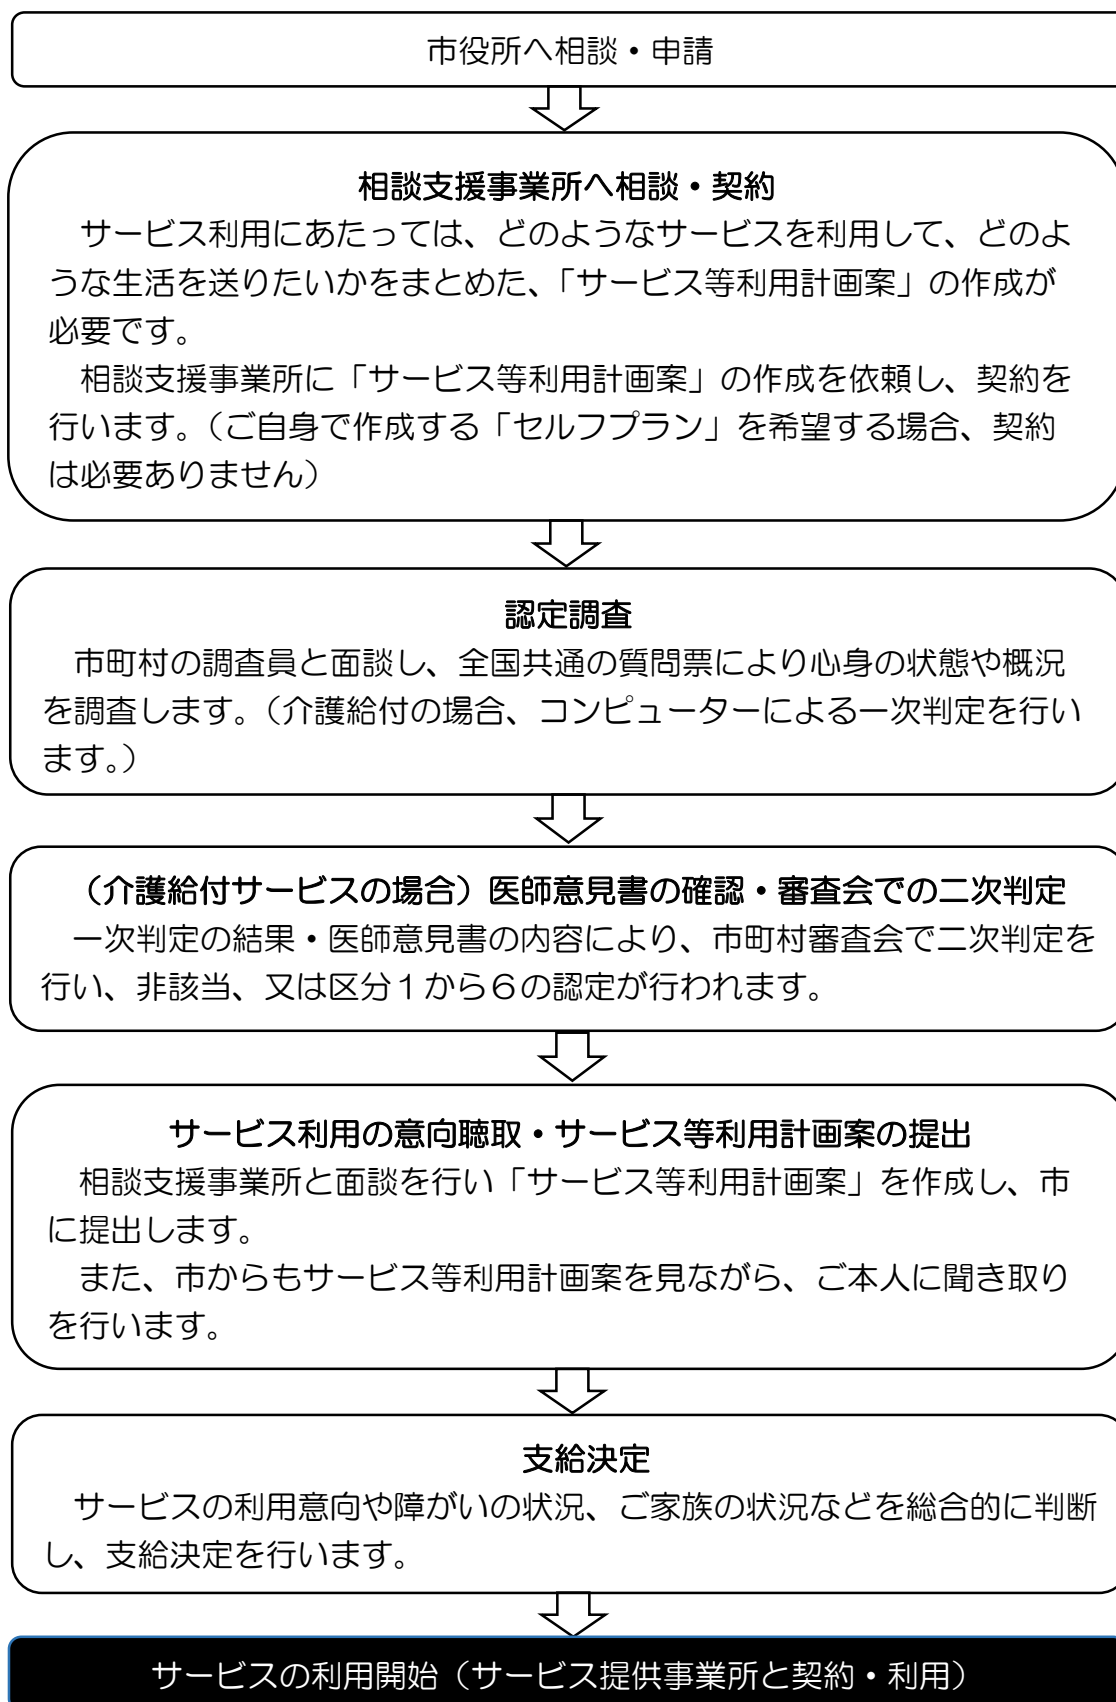 市役所へ相談・申請
相談支援事業所へ相談・契約
サービス利用にあたっては、どのようなサービスを利用して、どのよ
うな生活を送りたいかをまとめた、「サービス等利用計画案」の作成が
必要です。
相談支援事業所に「サービス等利用計画案」の作成を依頼し、契約を
行います。（ご自身で作成する「セルフプラン」を希望する場合、契約
は必要ありません）
認定調査
市町村の調査員と面談し、全国共通の質問票により心身の状態や概況
を調査します。（介護給付の場合、コンピューターによる一次判定を行い
ます。）
（介護給付サービスの場合）医師意見書の確認・審査会での二次判定
一次判定の結果・医師意見書の内容により、市町村審査会で二次判定を
行い、非該当、又は区分１から６の認定が行われます。
サービス利用の意向聴取・サービス等利用計画案の提出
相談支援事業所と面談を行い「サービス等利用計画案」を作成し、市
に提出します。
また、市からもサービス等利用計画案を見ながら、ご本人に聞き取り
を行います。
支給決定
サービスの利用意向や障がいの状況、ご家族の状況などを総合的に判断
し、支給決定を行います。
サービスの利用開始（サービス提供事業所と契約・利用）